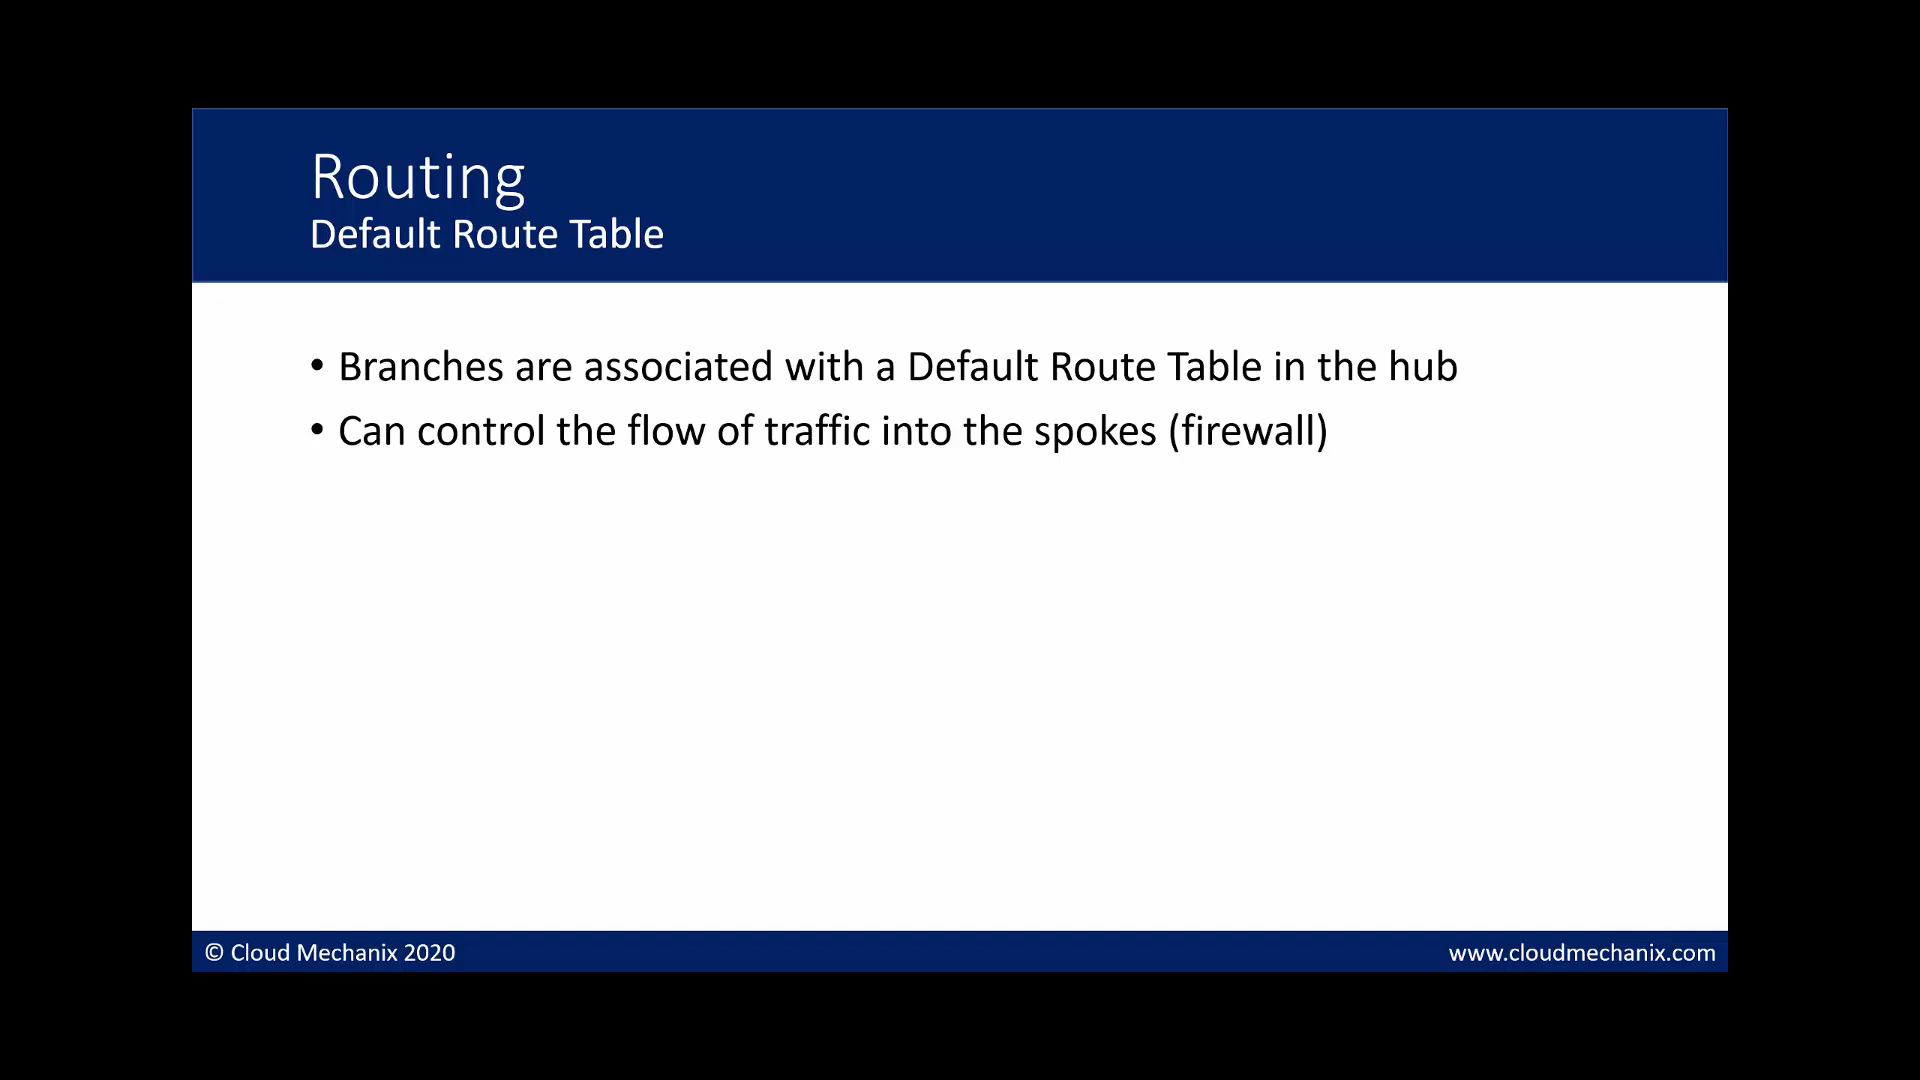 Routing
Default Route Table
• Branches are associated with a Default Route Table in the hub
• Can control the flow of traffic into the spokes (firewall)
© Cloud Mechanix 2020
www.cloudmechanix.com